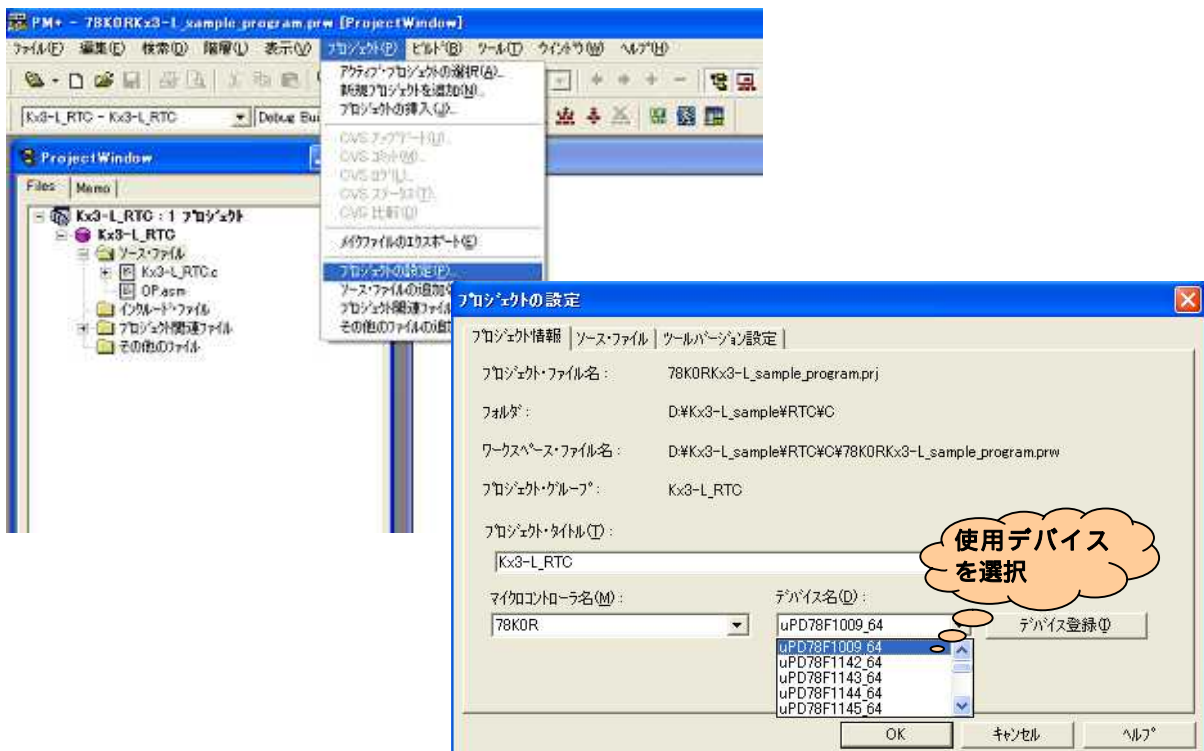 PM+ - 78K0RKx3-L_sample_program.prw [ProjectWindow]
ファイル(F) 編集(E) 検索(D) 階層(L) 表示(V) プロジェクト(P) ビルド(B) ツール(T) ウインドウ(W) ヘルプ(H)
Kx3-L_RTC - Kx3-L_RTC
Debug Bui
アクティブ・プロジェクトの選択(A)...
新規プロジェクトを追加(N)...
プロジェクトの挿入(J)...
CVS アップデート(U)...
CVS コミット(M)...
CVS ログ(L)...
CVS ステータス(T)...
CVS 比較(O)
メイクファイルのエクスポート(E)
プロジェクトの設定(P)...
ソース・ファイルの追加
プロジェクト関連ファイル
その他のファイルの追加
ProjectWindow
Files Memo
Kx3-L_RTC : 1 プロジェクト
Kx3-L_RTC
ソース・ファイル
Kx3-L_RTC.c
OP.asm
インクルード・ファイル
プロジェクト関連ファイル
その他のファイル
プロジェクトの設定
プロジェクト情報 ソース・ファイル ツールバージョン設定
プロジェクト・ファイル名 : 78K0RKx3-L_sample_program.prj
フォルダ : D:¥Kx3-L_sample¥RTC¥C
ワークスペース・ファイル名 : D:¥Kx3-L_sample¥RTC¥C¥78K0RKx3-L_sample_program.prw
プロジェクト・グループ : Kx3-L_RTC
プロジェクト・タイトル(T) :
Kx3-L_RTC
使用デバイス
を選択
マイクロコントローラ名(M) : デバイス名(D) :
78K0R uPD78F1009_64 デバイス登録(I)
uPD78F1009_64
uPD78F1142_64
uPD78F1143_64
uPD78F1144_64
uPD78F1145_64
OK キャンセル ヘルプ